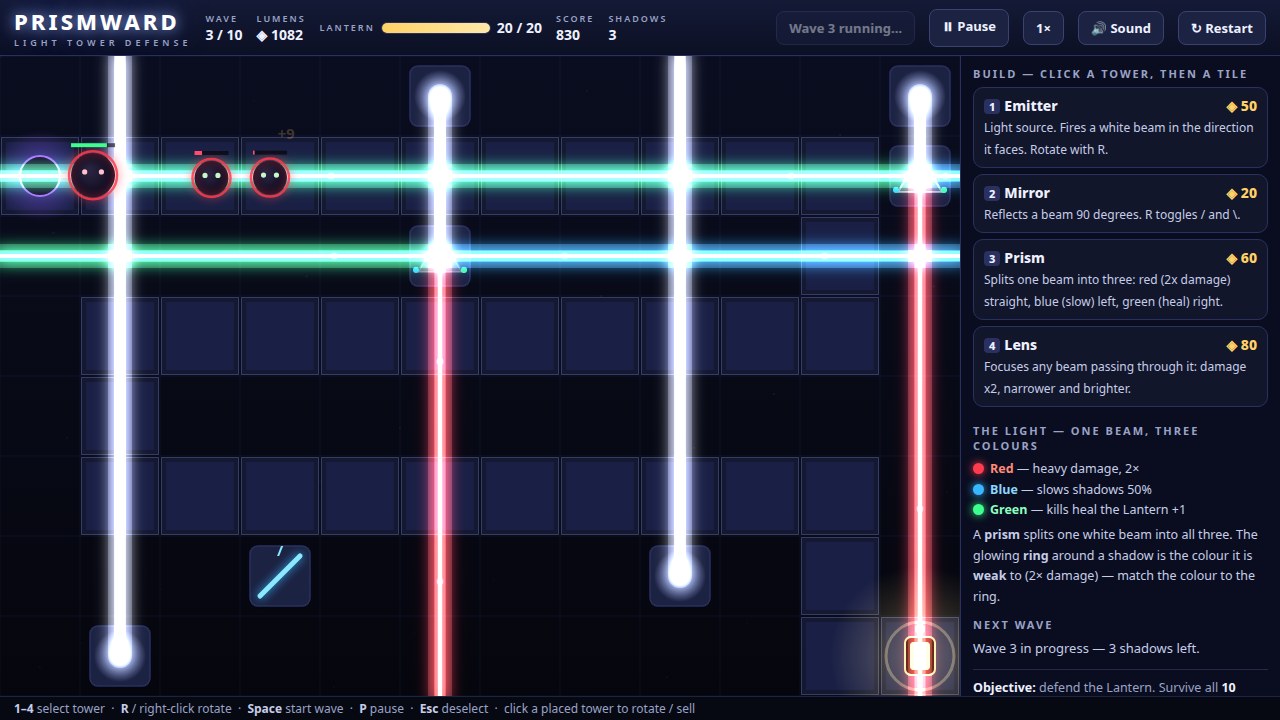 PRISMWARD
LIGHT TOWER DEFENSE
WAVE
3 / 10
LUMENS
◈ 1082
LANTERN
20 / 20
SCORE
830
SHADOWS
3
Wave 3 running…
⏸ Pause
1×
🔊 Sound
↻ Restart
+9
BUILD — CLICK A TOWER, THEN A TILE
1 Emitter ◈ 50
Light source. Fires a white beam in the direction
it faces. Rotate with R.
2 Mirror ◈ 20
Reflects a beam 90 degrees. R toggles / and \.
3 Prism ◈ 60
Splits one beam into three: red (2x damage)
straight, blue (slow) left, green (heal) right.
4 Lens ◈ 80
Focuses any beam passing through it: damage
x2, narrower and brighter.
THE LIGHT — ONE BEAM, THREE
COLOURS
Red — heavy damage, 2×
Blue — slows shadows 50%
Green — kills heal the Lantern +1
A prism splits one white beam into all three. The
glowing ring around a shadow is the colour it is
weak to (2× damage) — match the colour to the
ring.
NEXT WAVE
Wave 3 in progress — 3 shadows left.
Objective: defend the Lantern. Survive all 10
/
1–4 select tower · R / right-click rotate · Space start wave · P pause · Esc deselect · click a placed tower to rotate / sell